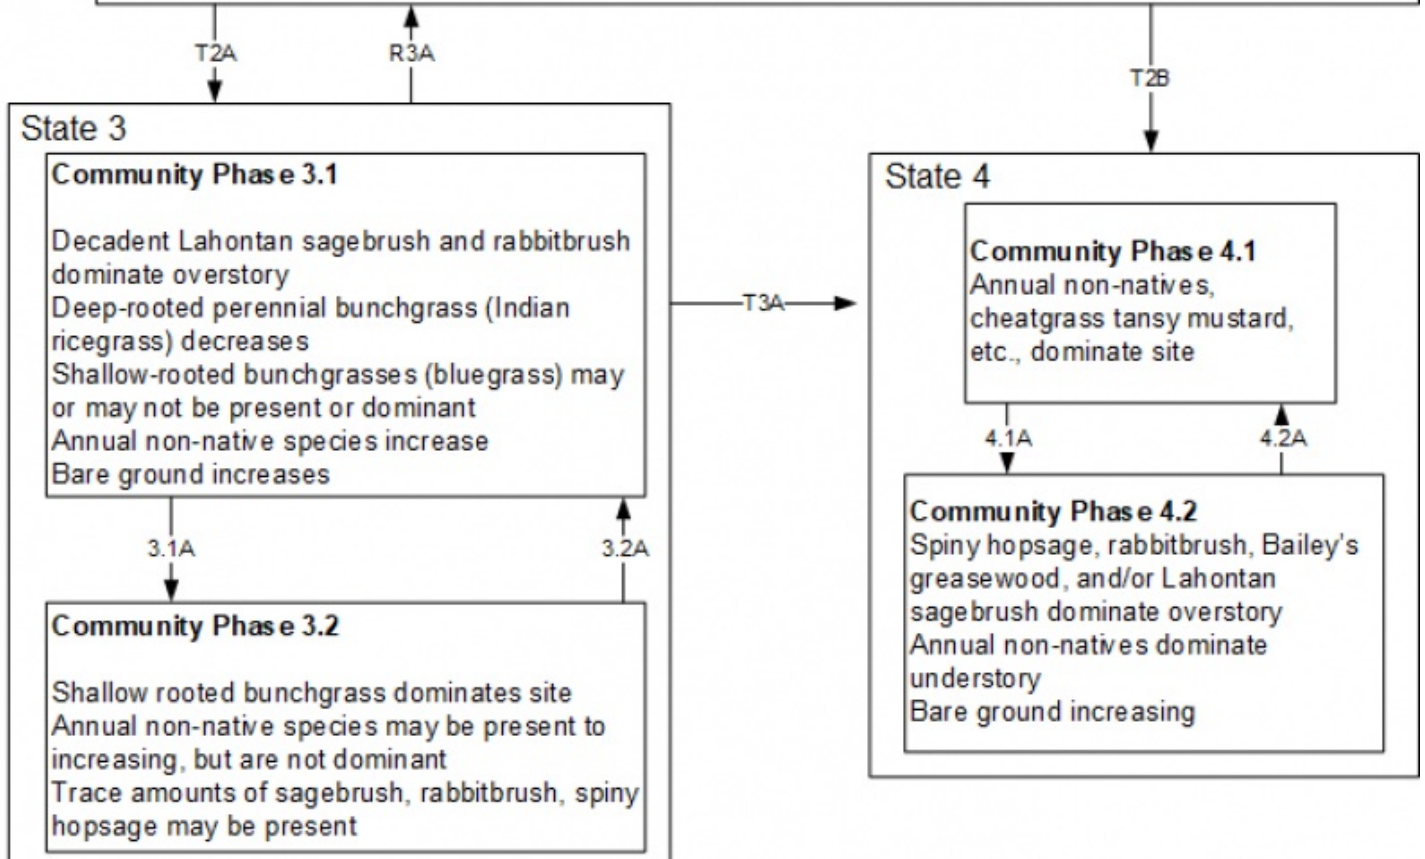 T2A
R3A
T2B
State 3
Community Phase 3.1
Decadent Lahontan sagebrush and rabbitbrush
dominate overstory
Deep-rooted perennial bunchgrass (Indian
ricegrass) decreases
Shallow-rooted bunchgrasses (bluegrass) may
or may not be present or dominant
Annual non-native species increase
Bare ground increases
3.1A
3.2A
Community Phase 3.2
Shallow rooted bunchgrass dominates site
Annual non-native species may be present to
increasing, but are not dominant
Trace amounts of sagebrush, rabbitbrush, spiny
hopsage may be present
T3A
State 4
Community Phase 4.1
Annual non-natives,
cheatgrass tansy mustard,
etc., dominate site
4.1A
4.2A
Community Phase 4.2
Spiny hopsage, rabbitbrush, Bailey's
greasewood, and/or Lahontan
sagebrush dominate overstory
Annual non-natives dominate
understory
Bare ground increasing